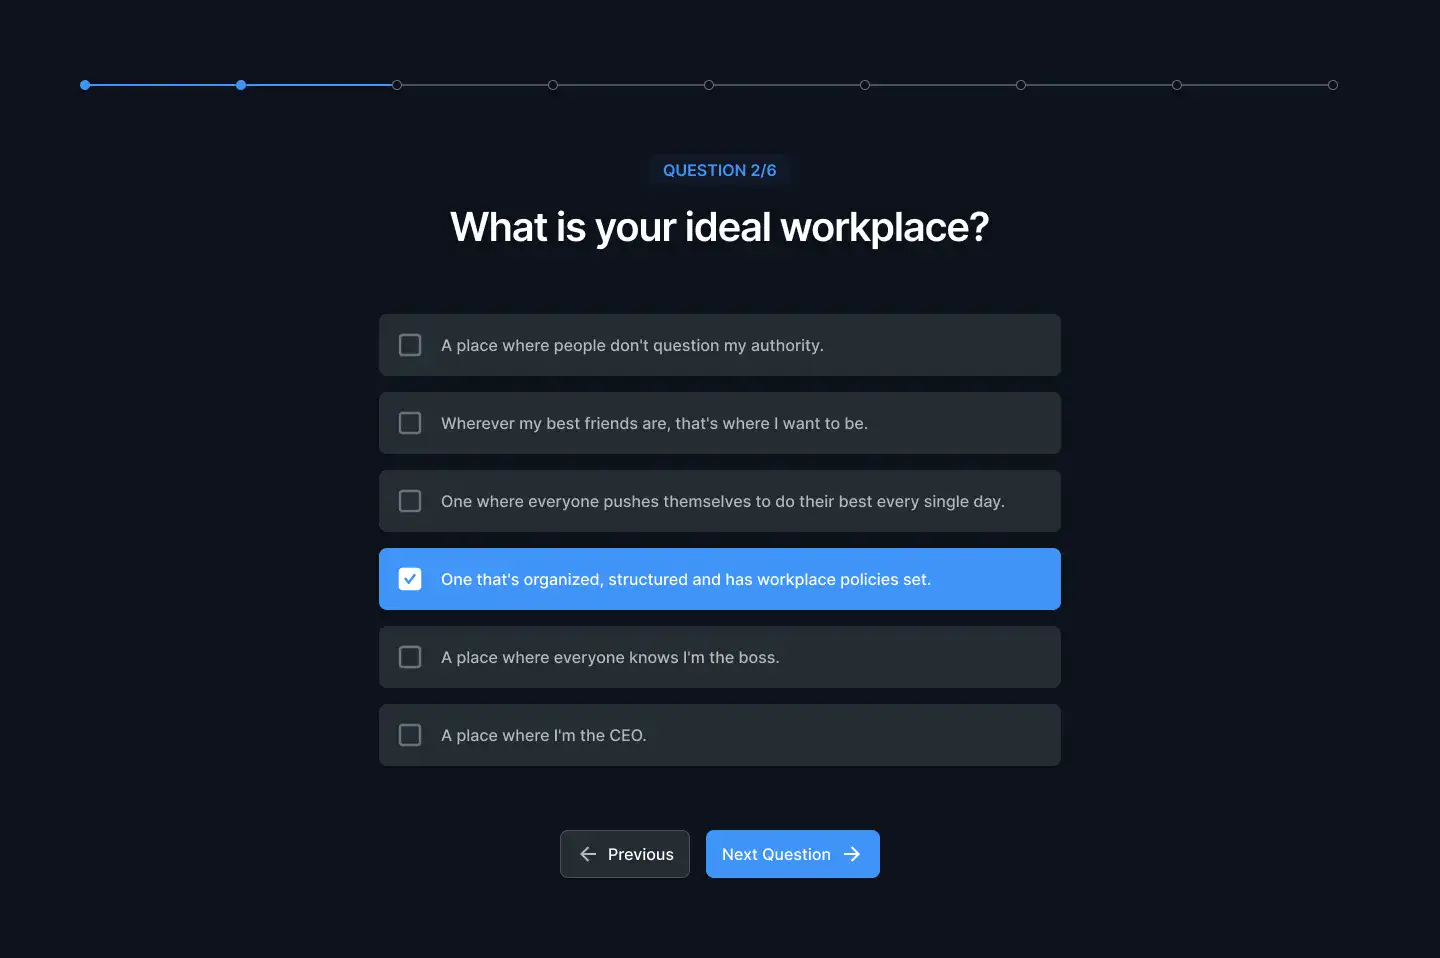 QUESTION 2/6
What is your ideal workplace?
A place where people don't question my authority.
Wherever my best friends are, that's where I want to be.
One where everyone pushes themselves to do their best every single day.
One that's organized, structured and has workplace policies set.
A place where everyone knows I'm the boss.
A place where I'm the CEO.
Previous
Next Question